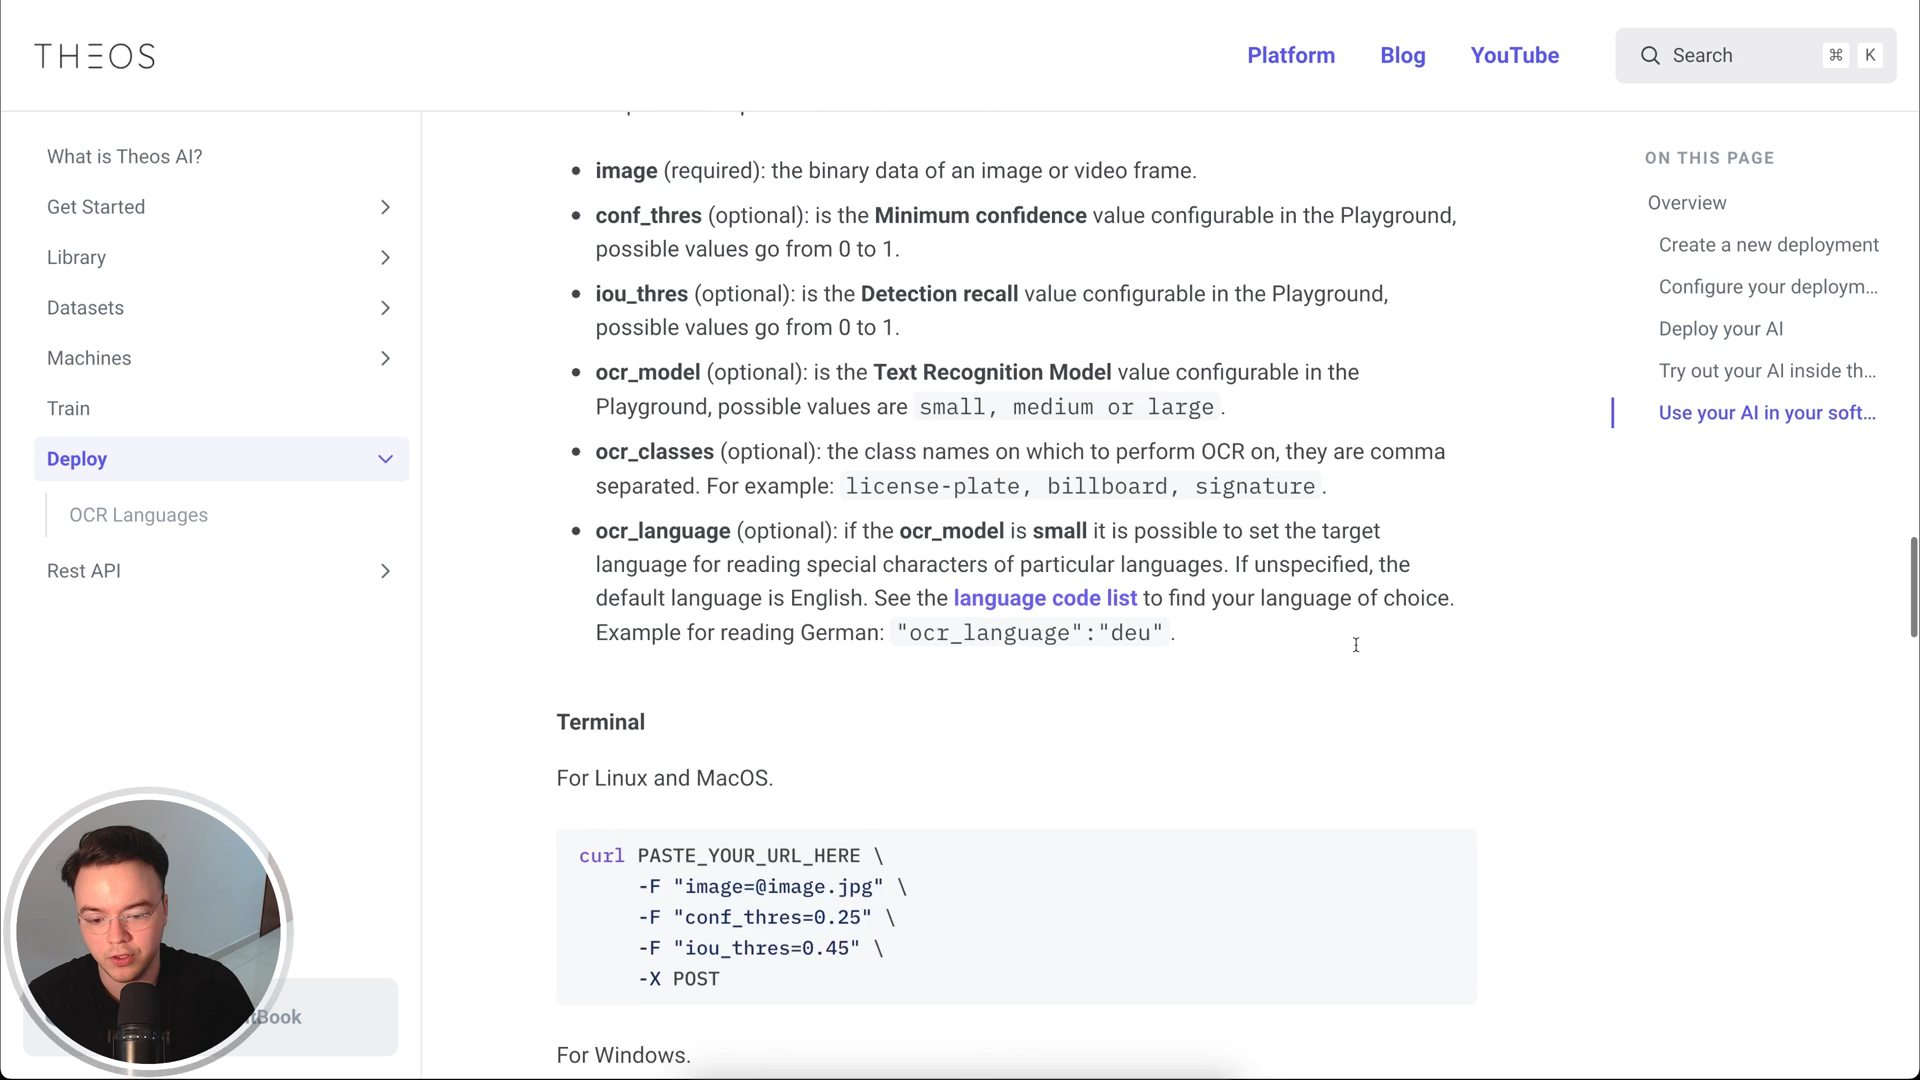 THEOS
Platform
Blog
YouTube
Search
⌘
K
What is Theos AI?
Get Started
Library
Datasets
Machines
Train
Deploy
OCR Languages
Rest API
• image (required): the binary data of an image or video frame.
• conf_thres (optional): is the Minimum confidence value configurable in the Playground,
possible values go from 0 to 1.
• iou_thres (optional): is the Detection recall value configurable in the Playground,
possible values go from 0 to 1.
• ocr_model (optional): is the Text Recognition Model value configurable in the
Playground, possible values are small, medium or large.
• ocr_classes (optional): the class names on which to perform OCR on, they are comma
separated. For example: license-plate, billboard, signature.
• ocr_language (optional): if the ocr_model is small it is possible to set the target
language for reading special characters of particular languages. If unspecified, the
default language is English. See the language code list to find your language of choice.
Example for reading German: "ocr_language":"deu".
Terminal
For Linux and MacOS.
curl PASTE_YOUR_URL_HERE \
-F "image=@image.jpg" \
-F "conf_thres=0.25" \
-F "iou_thres=0.45" \
-X POST
For Windows.
ON THIS PAGE
Overview
Create a new deployment
Configure your deploym...
Deploy your AI
Try out your AI inside th...
Use your AI in your soft...